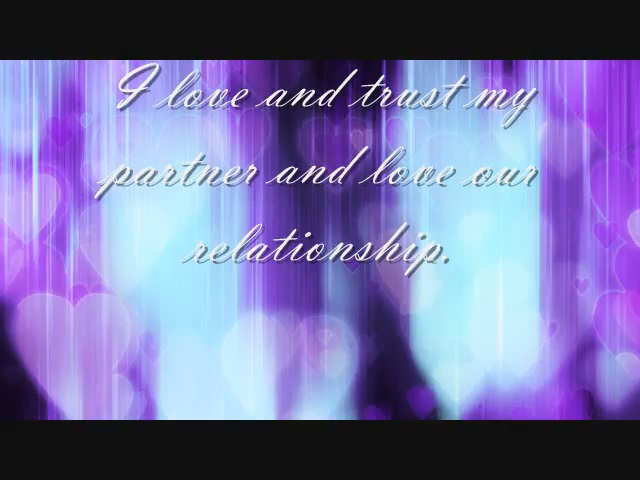 I love and trust my
partner and love our
relationship.